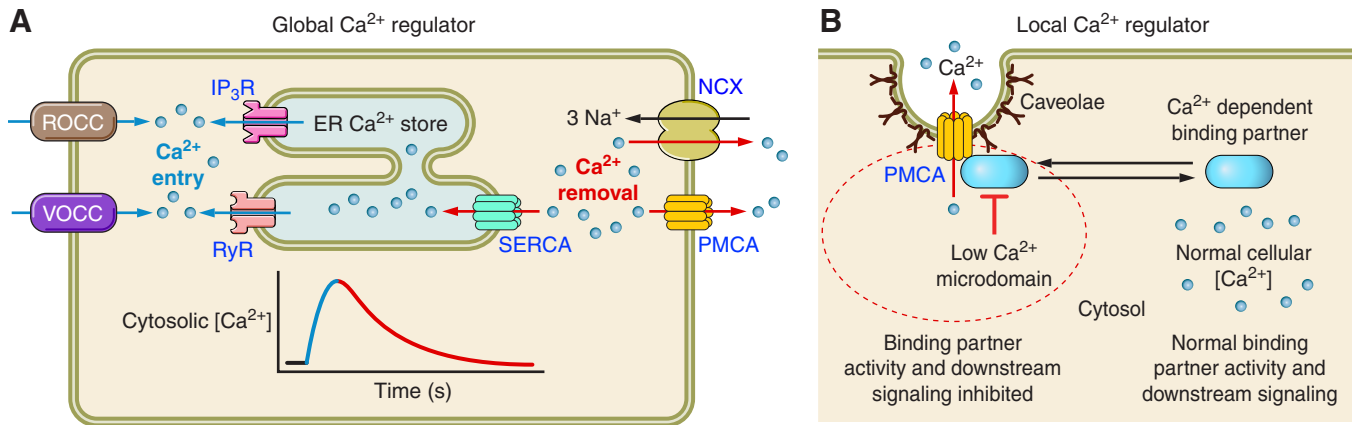 A
Global Ca²⁺ regulator
ROCC
VOCC
IP₃R
ER Ca²⁺ store
Ca²⁺
entry
RyR
SERCA
3 Na⁺
NCX
Ca²⁺
removal
PMCA
Cytosolic [Ca²⁺]
Time (s)
B
Local Ca²⁺ regulator
Ca²⁺
Caveolae
PMCA
Ca²⁺ dependent
binding partner
Low Ca²⁺
microdomain
Normal cellular
[Ca²⁺]
Cytosol
Binding partner
activity and downstream
signaling inhibited
Normal binding
partner activity and
downstream signaling